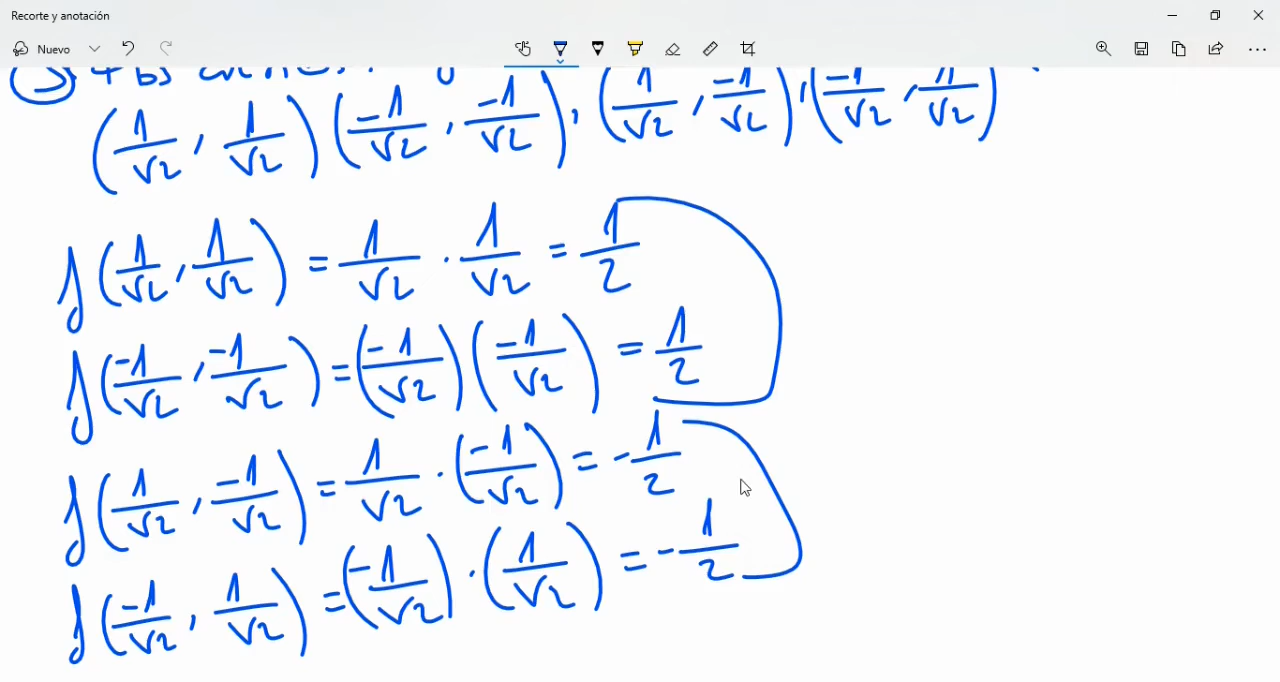 Recorte y anotación
Nuevo
(1/√2, 1/√2) (-1/√2, -1/√2), (1/√2, -1/√2), (-1/√2, 1/√2)
f(1/√2, 1/√2) = 1/√2 · 1/√2 = 1/2
f(-1/√2, -1/√2) = (-1/√2)(-1/√2) = 1/2
f(1/√2, -1/√2) = 1/√2 · (-1/√2) = -1/2
f(-1/√2, 1/√2) = (-1/√2) · (1/√2) = -1/2